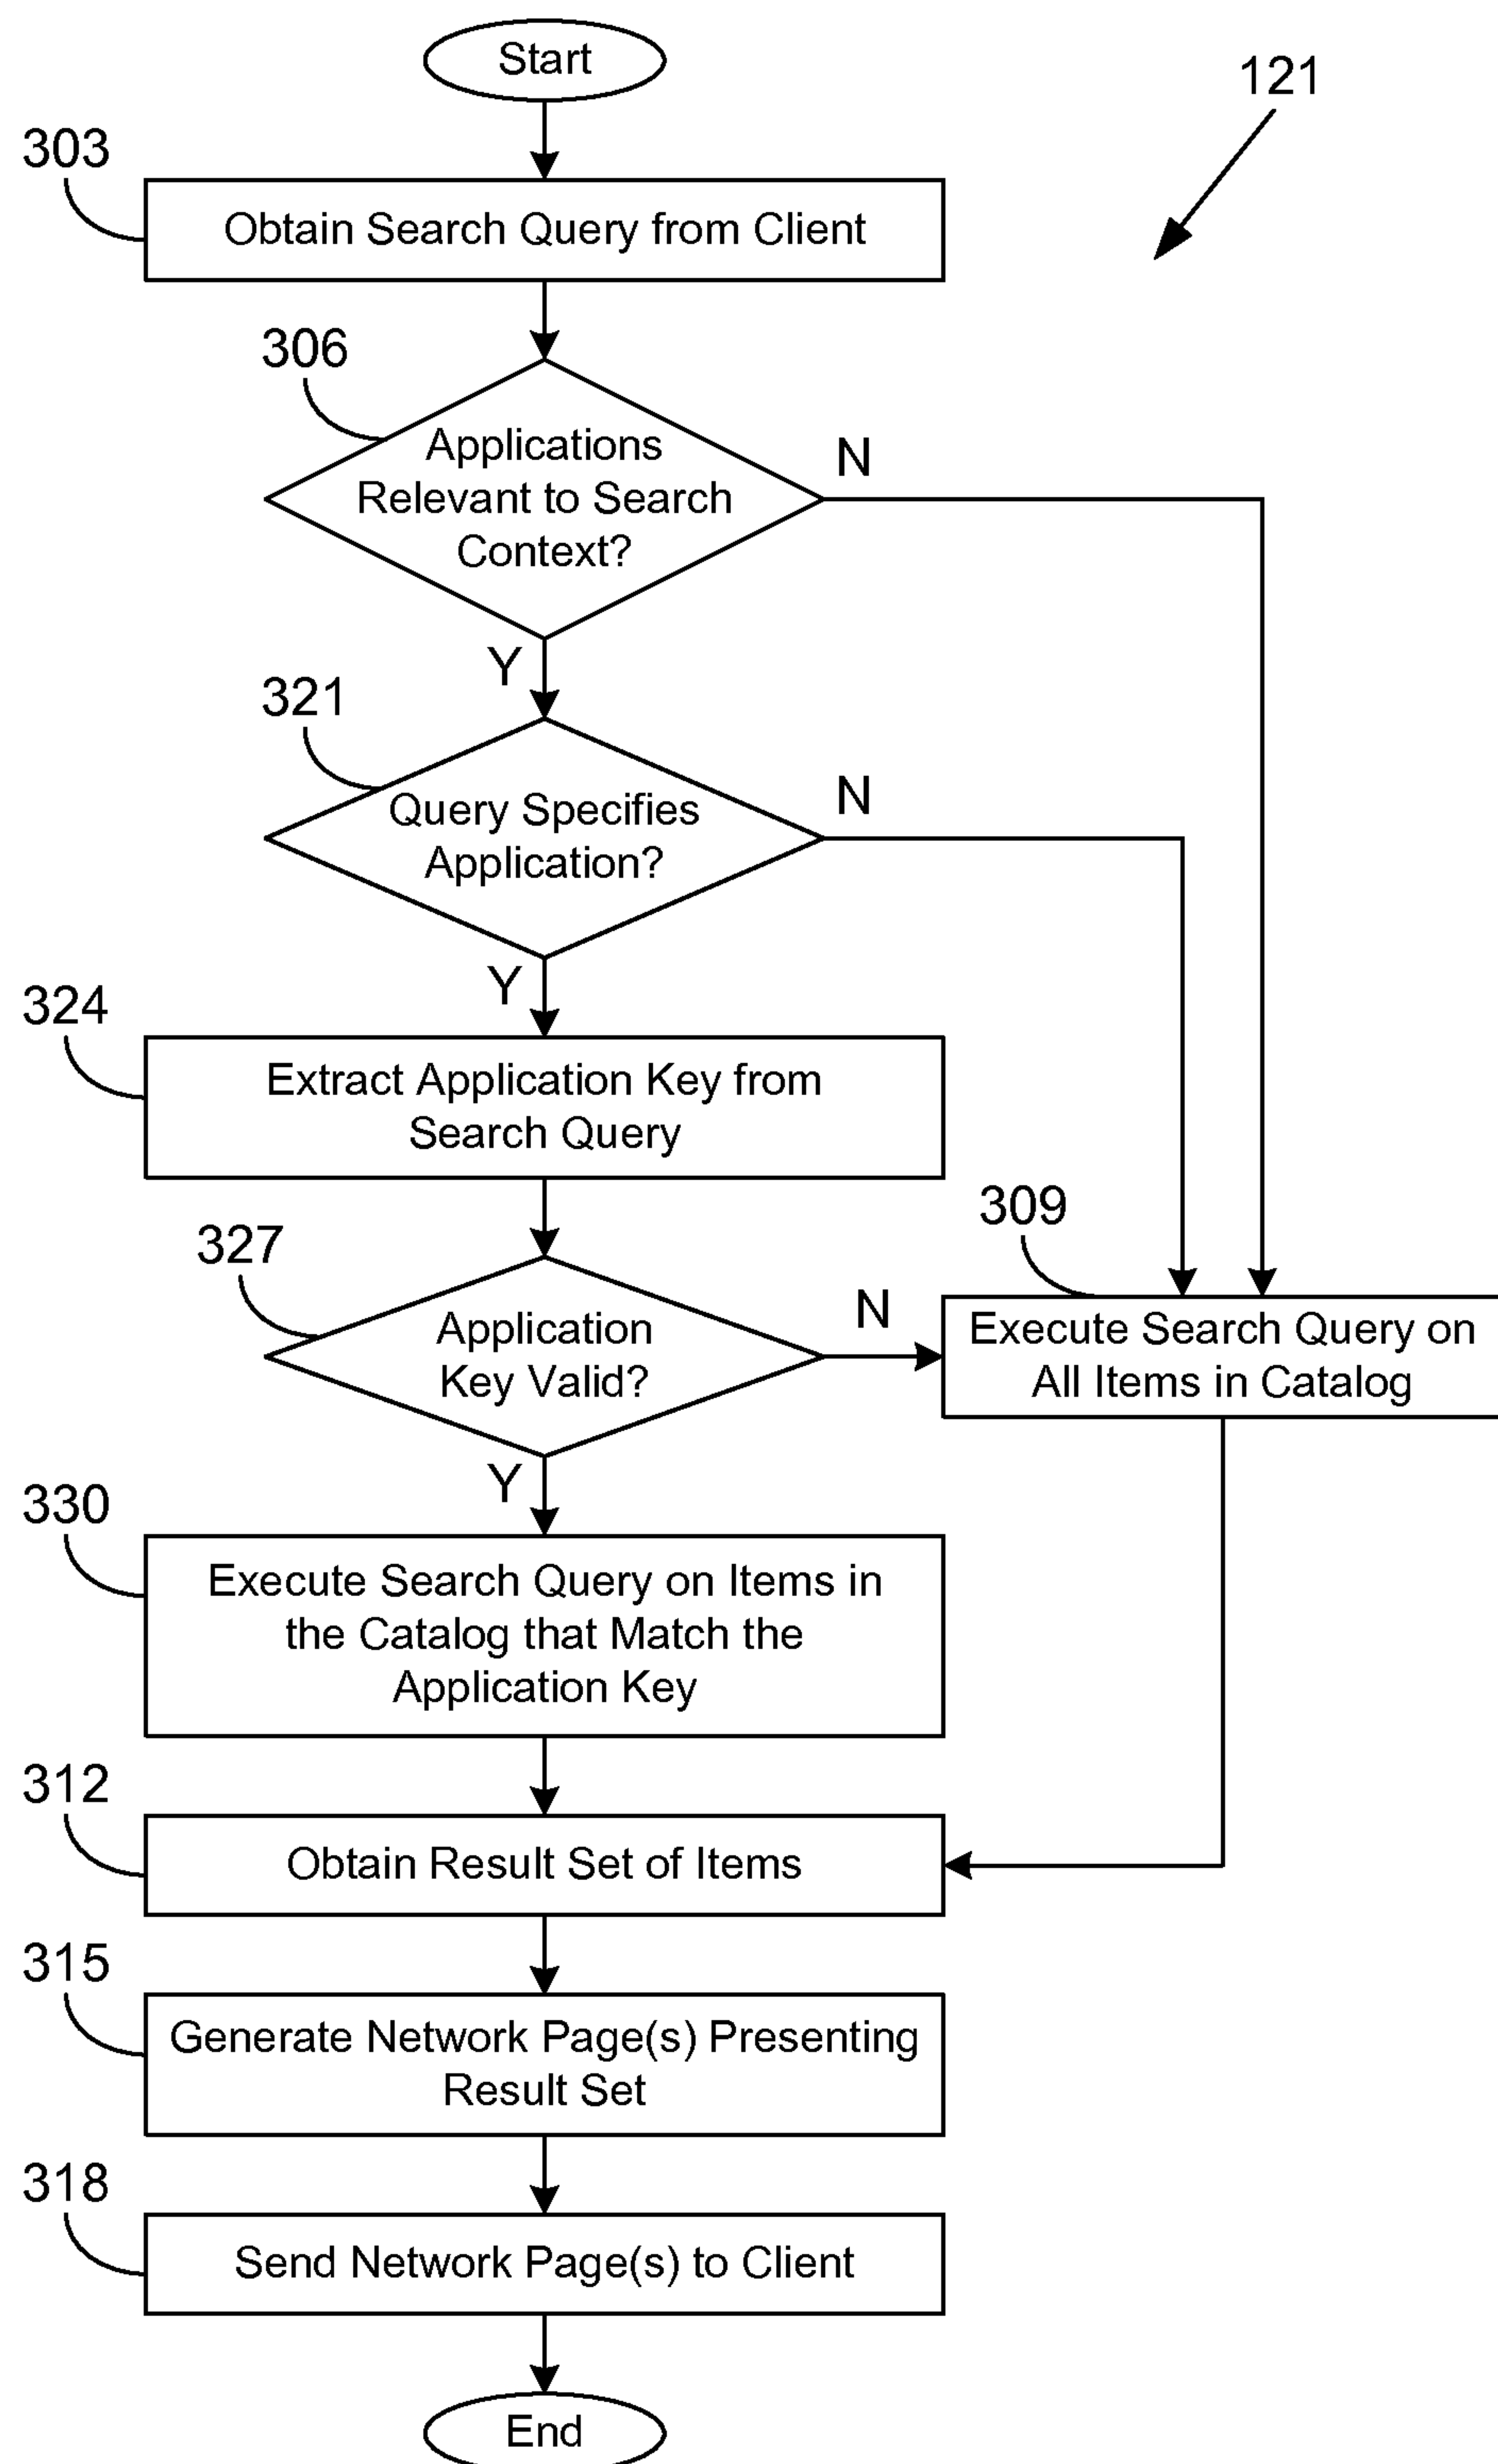 Start
121
303
Obtain Search Query from Client
306
Applications
Relevant to Search
Context?
N
Y
321
Query Specifies
Application?
N
Y
324
Extract Application Key from
Search Query
327
Application
Key Valid?
N
309
Execute Search Query on
All Items in Catalog
Y
330
Execute Search Query on Items in
the Catalog that Match the
Application Key
312
Obtain Result Set of Items
315
Generate Network Page(s) Presenting
Result Set
318
Send Network Page(s) to Client
End